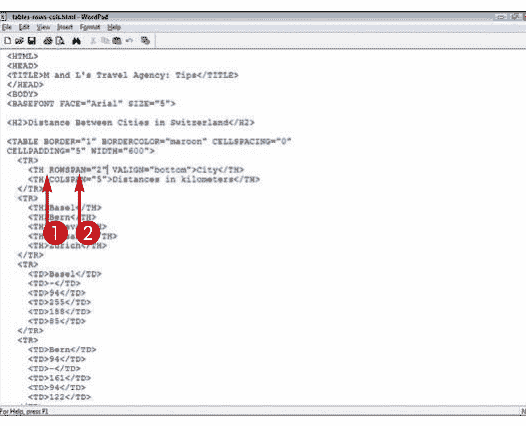 tables-rows-cols.html - WordPad
File Edit View Insert Format Help
<HTML>
<HEAD>
<TITLE>M and L's Travel Agency: Tips</TITLE>
</HEAD>
<BODY>
<BASEFONT FACE="Arial" SIZE="5">
<H2>Distance Between Cities in Switzerland</H2>
<TABLE BORDER="1" BORDERCOLOR="maroon" CELLSPACING="0"
CELLPADDING="5" WIDTH="600">
<TR>
<TH ROWSPAN="2" VALIGN="bottom">City</TH>
<TH COLSPAN="5">Distances in kilometers</TH>
</TR>
<TR>
<TH>Basel</TH>
<TH>Bern</TH>
</TH>
</TH>
<TH>Zurich</TH>
1 2
</TR>
<TR>
<TD>Basel</TD>
<TD>-</TD>
<TD>94</TD>
<TD>255</TD>
<TD>188</TD>
<TD>85</TD>
</TR>
<TR>
<TD>Bern</TD>
<TD>94</TD>
<TD>-</TD>
<TD>161</TD>
<TD>94</TD>
<TD>122</TD>
For Help, press F1